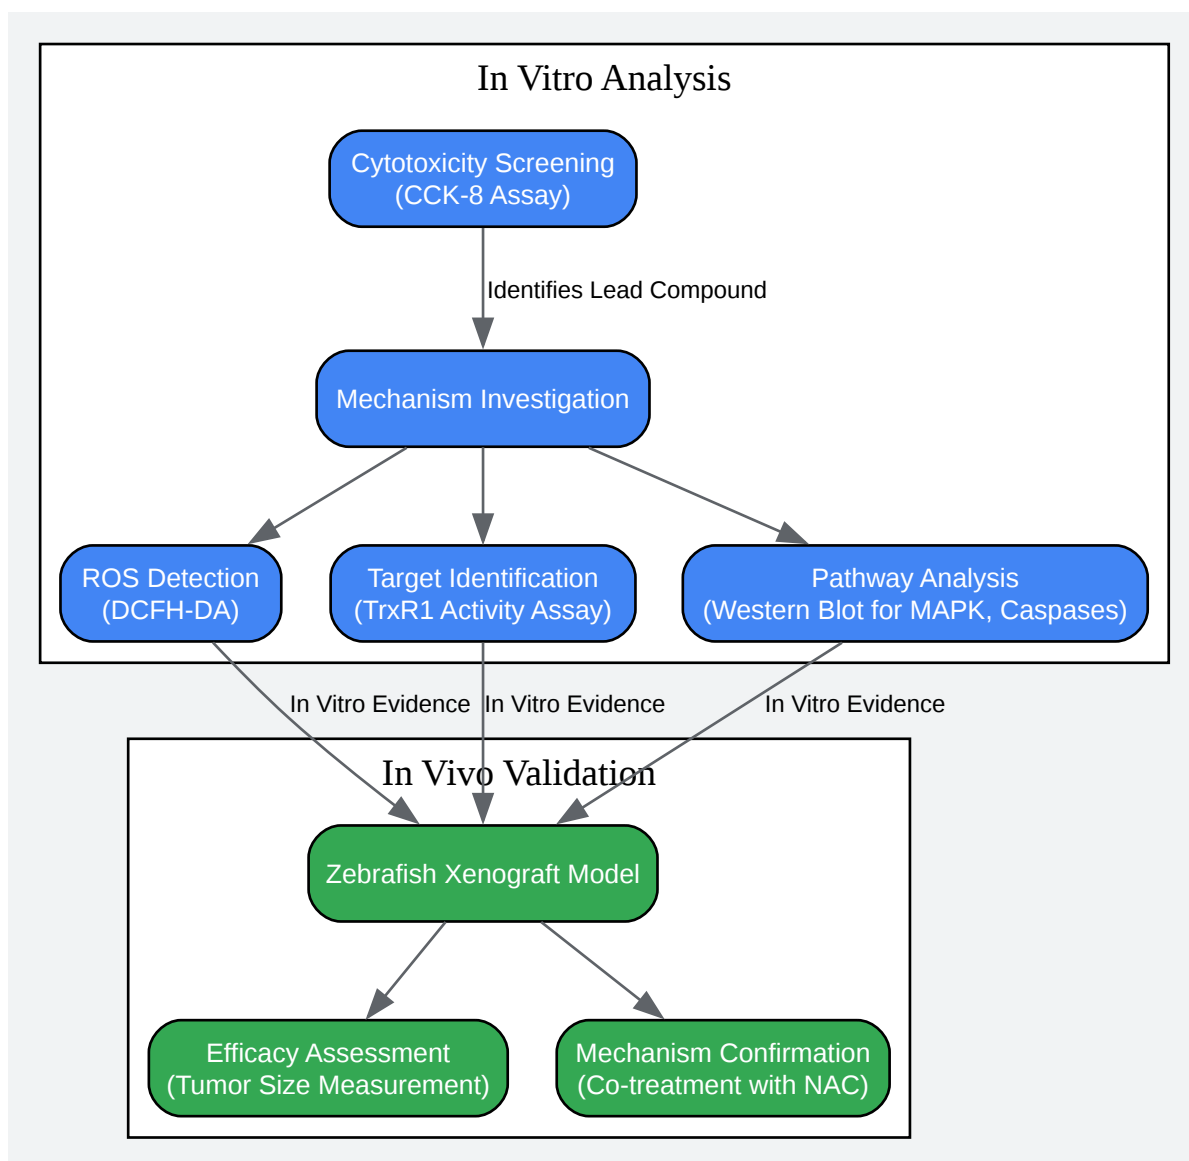 In Vitro Analysis
Cytotoxicity Screening
(CCK-8 Assay)
Identifies Lead Compound
Mechanism Investigation
ROS Detection
(DCFH-DA)
Target Identification
(TrxR1 Activity Assay)
Pathway Analysis
(Western Blot for MAPK, Caspases)
In Vitro Evidence
In Vitro Evidence
In Vitro Evidence
In Vivo Validation
Zebrafish Xenograft Model
Efficacy Assessment
(Tumor Size Measurement)
Mechanism Confirmation
(Co-treatment with NAC)